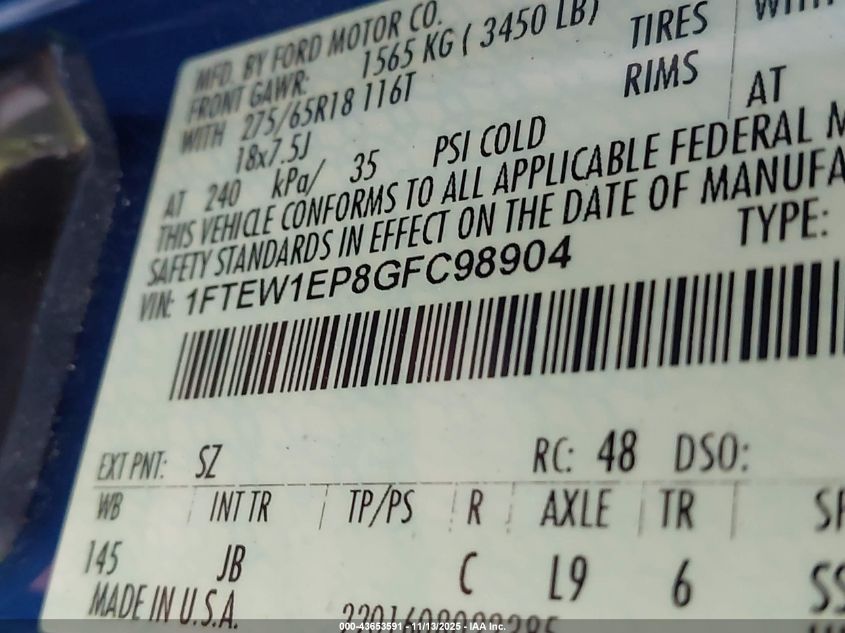 MFD. BY FORD MOTOR CO.
FRONT GAWR: 1565 KG ( 3450 LB)
WITH 275/65R18 116T TIRES
18x7.5J RIMS
AT 240 kPa/ 35 PSI COLD AT
THIS VEHICLE CONFORMS TO ALL APPLICABLE FEDERAL M
SAFETY STANDARDS IN EFFECT ON THE DATE OF MANUFA
VIN: 1FTEW1EP8GFC98904 TYPE:
EXT PNT: SZ RC: 48 DSO:
WB INT TR TP/PS R AXLE TR
145 JB C L9 6 SS
MADE IN U.S.A.
000-43653591 - 11/13/2025 - IAA Inc.